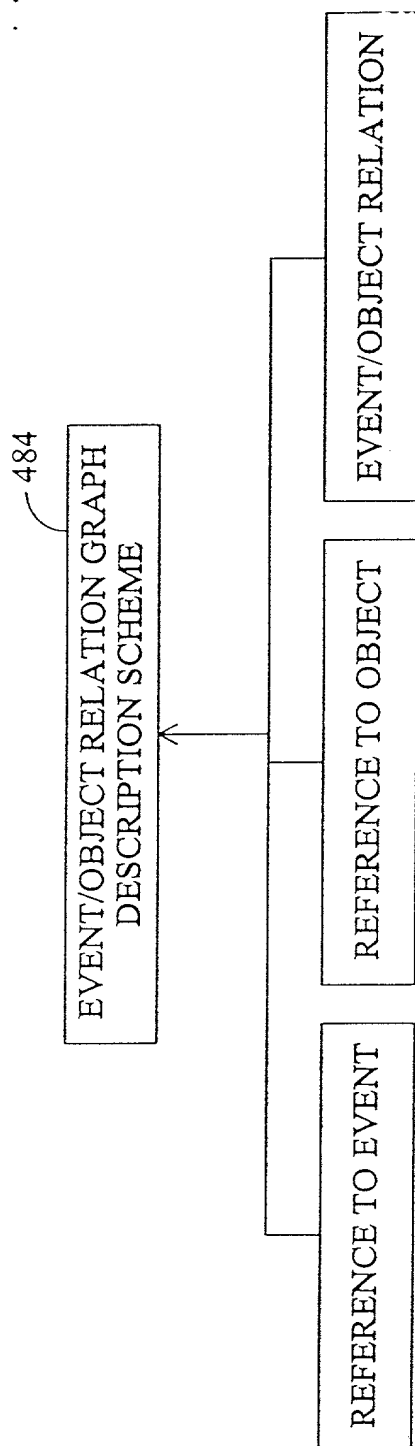 484
EVENT/OBJECT RELATION GRAPH
DESCRIPTION SCHEME
REFERENCE TO EVENT
REFERENCE TO OBJECT
EVENT/OBJECT RELATION